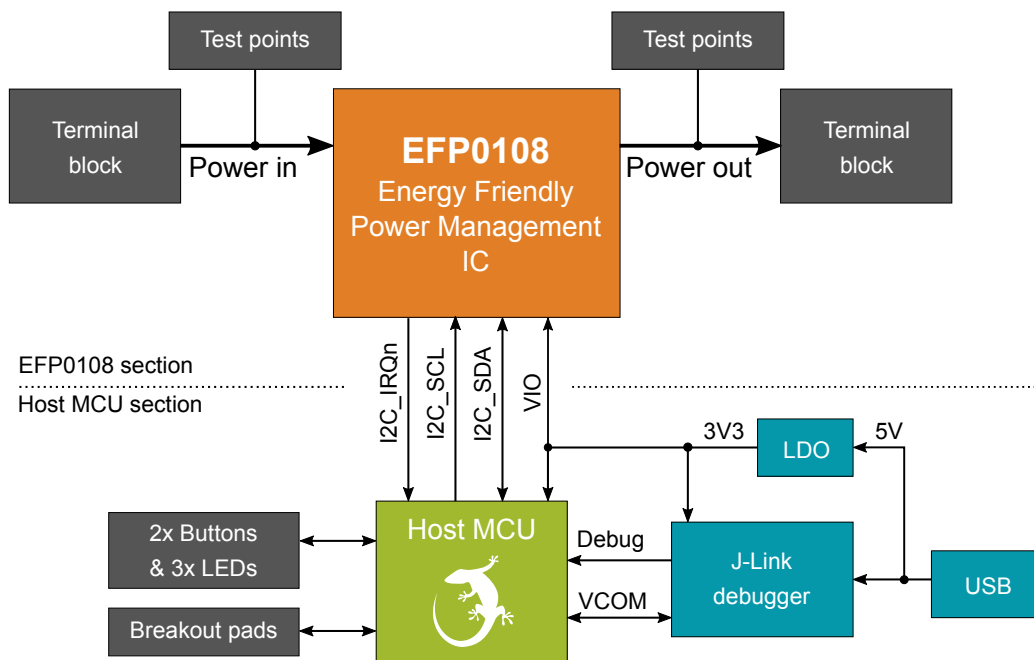 Test points
Test points
Terminal
block
Power in
EFP0108
Energy Friendly
Power Management
IC
Power out
Terminal
block
EFP0108 section
Host MCU section
I2C_IRQn
I2C_SCL
I2C_SDA
VIO
3V3
LDO
5V
2x Buttons
& 3x LEDs
Host MCU
Debug
J-Link
debugger
USB
VCOM
Breakout pads